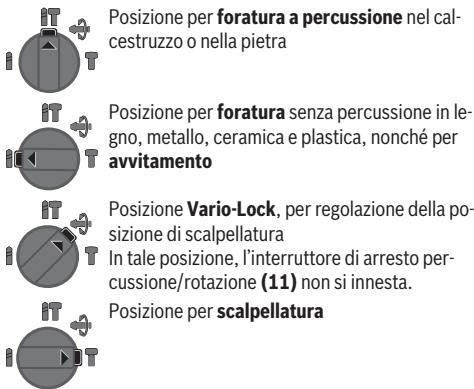 Posizione per foratura a percussione nel cal-
cestruzzo o nella pietra
Posizione per foratura senza percussione in le-
gno, metallo, ceramica e plastica, nonché per
avvitamento
Posizione Vario-Lock, per regolazione della po-
sizione di scalpellatura
In tale posizione, l'interruttore di arresto per-
cussione/rotazione (11) non si innesta.
Posizione per scalpellatura